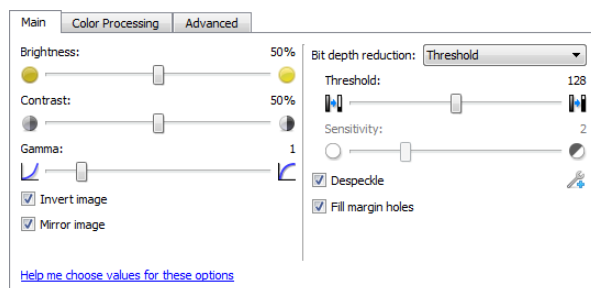 Main Color Processing Advanced
Brightness: 50%
Contrast: 50%
Gamma: 1
Invert image
Mirror image
Help me choose values for these options
Bit depth reduction: Threshold
Threshold: 128
Sensitivity: 2
Despeckle
Fill margin holes